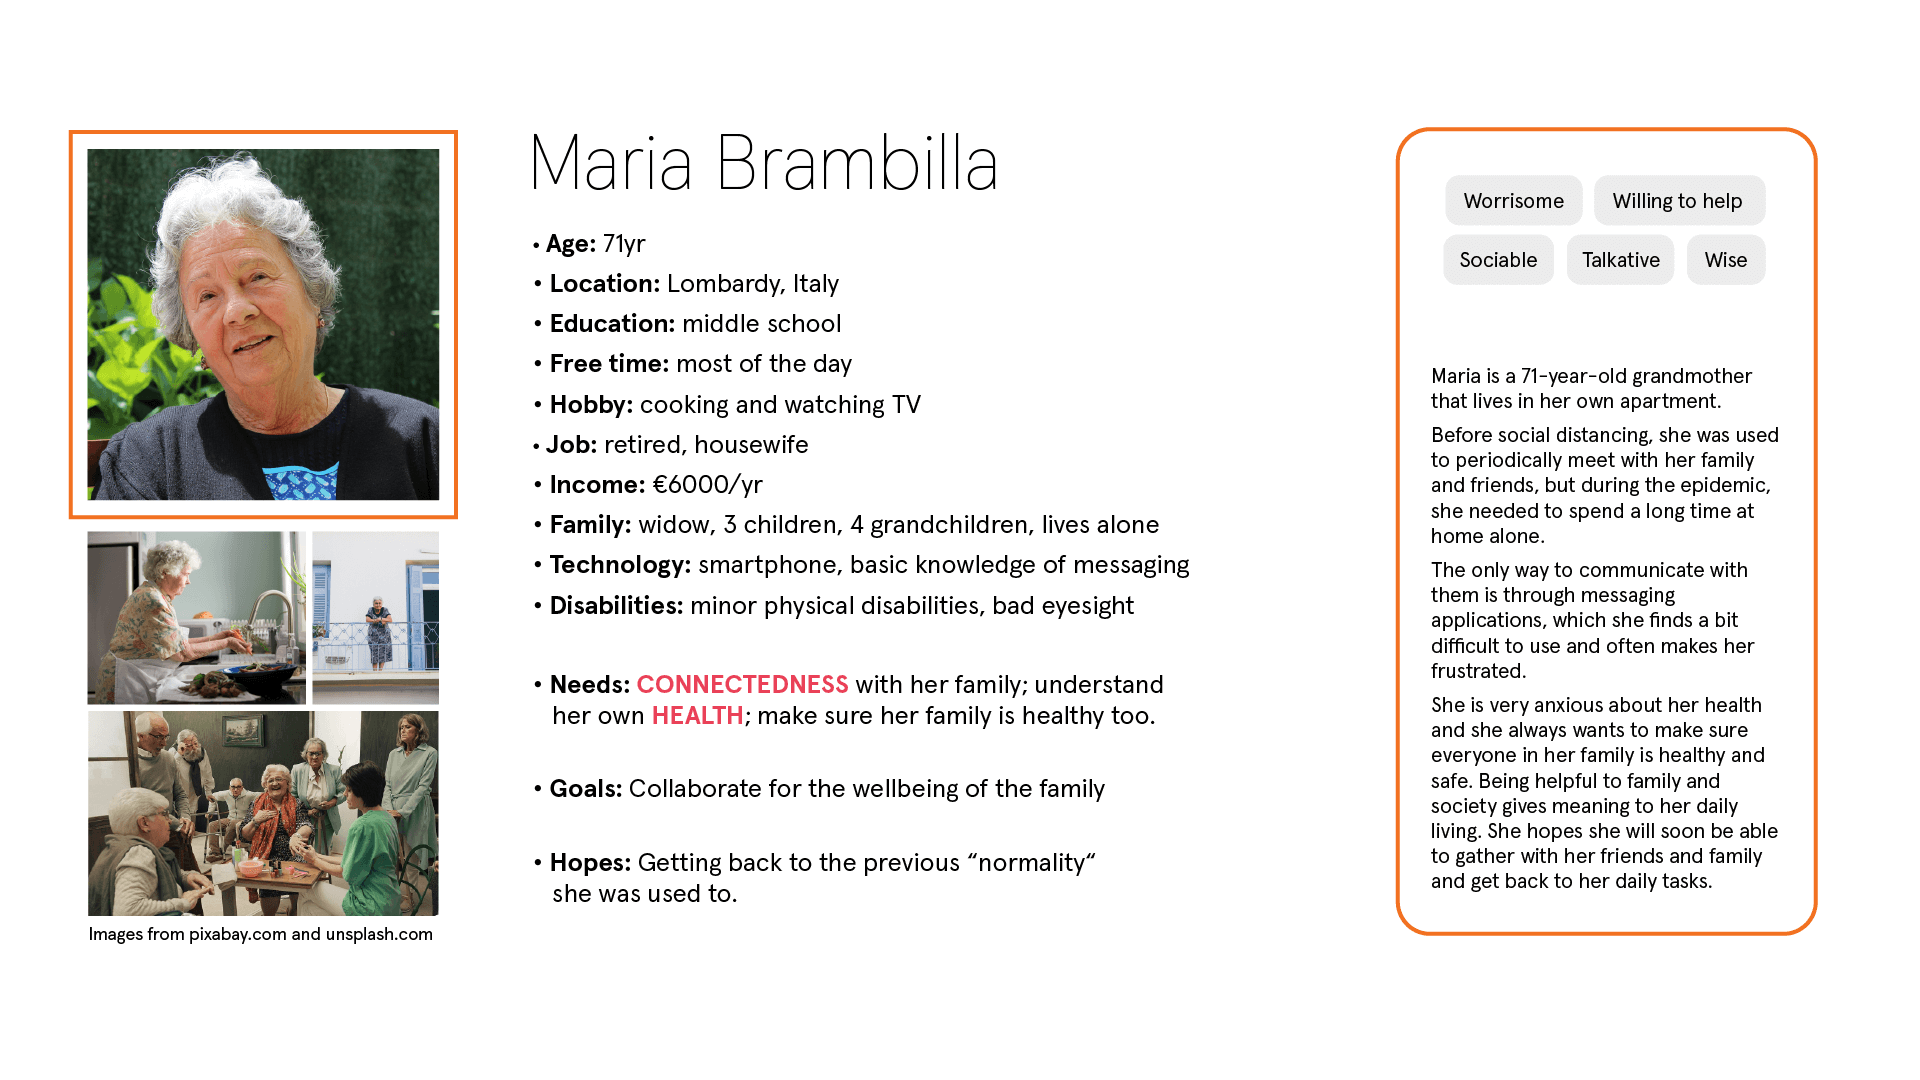 Maria Brambilla
• Age: 71yr
• Location: Lombardy, Italy
• Education: middle school
• Free time: most of the day
• Hobby: cooking and watching TV
• Job: retired, housewife
• Income: €6000/yr
• Family: widow, 3 children, 4 grandchildren, lives alone
• Technology: smartphone, basic knowledge of messaging
• Disabilities: minor physical disabilities, bad eyesight
• Needs: CONNECTEDNESS with her family; understand
her own HEALTH; make sure her family is healthy too.
• Goals: Collaborate for the wellbeing of the family
• Hopes: Getting back to the previous “normality“
she was used to.
Images from pixabay.com and unsplash.com
Worrisome Willing to help
Sociable Talkative Wise
Maria is a 71-year-old grandmother
that lives in her own apartment.
Before social distancing, she was used
to periodically meet with her family
and friends, but during the epidemic,
she needed to spend a long time at
home alone.
The only way to communicate with
them is through messaging
applications, which she finds a bit
difficult to use and often makes her
frustrated.
She is very anxious about her health
and she always wants to make sure
everyone in her family is healthy and
safe. Being helpful to family and
society gives meaning to her daily
living. She hopes she will soon be able
to gather with her friends and family
and get back to her daily tasks.